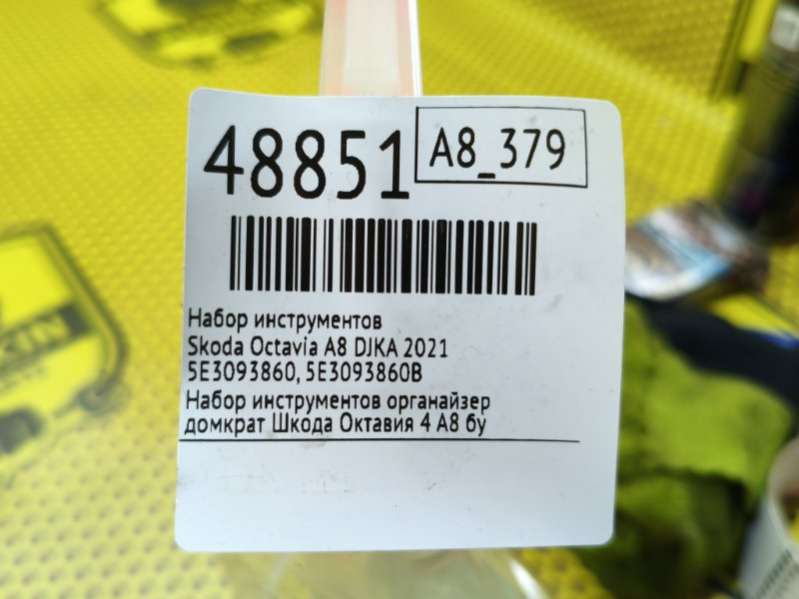 48851
A8_379
Набор инструментов
Skoda Octavia A8 DJKA 2021
5E3093860, 5E3093860B
Набор инструментов органайзер
домкрат Шкода Октавия 4 А8 бу